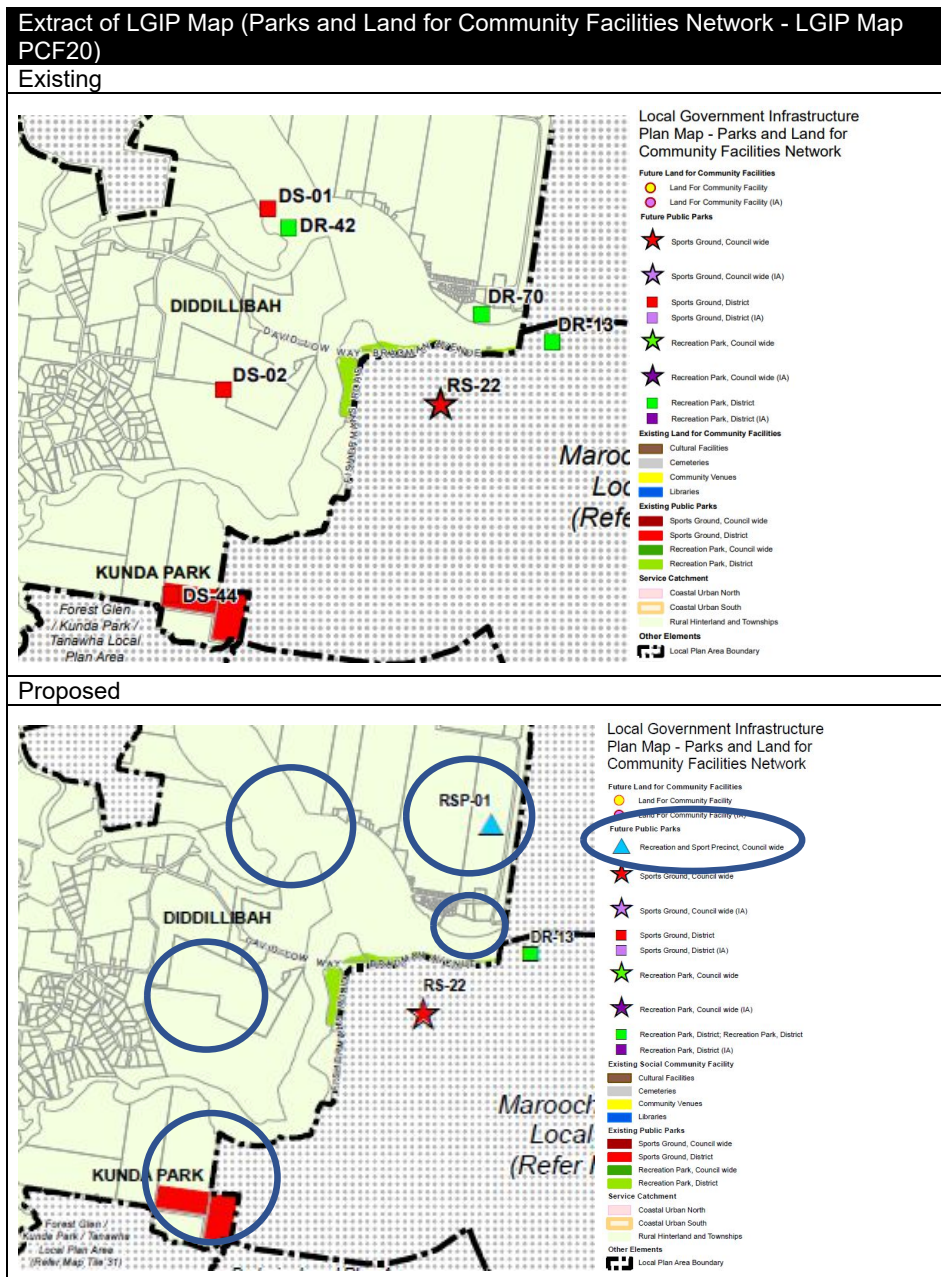 Extract of LGIP Map (Parks and Land for Community Facilities Network - LGIP Map
PCF20)
Existing
DS-01
DR-42
DIDDILLIBAH
DR-70
DR-13
DAVID LOW WAY BRADMAN AVENUE
DS-02
RS-22
FISHERMANS ROAD
Maroo
Loc
(Refe
KUNDA PARK
DS-44
Forest Glen
/ Kunda Park /
Tanawha Local
Plan Area
Local Government Infrastructure
Plan Map - Parks and Land for
Community Facilities Network
Future Land for Community Facilities
Land For Community Facility
Land For Community Facility (IA)
Future Public Parks
Sports Ground, Council wide
Sports Ground, Council wide (IA)
Sports Ground, District
Sports Ground, District (IA)
Recreation Park, Council wide
Recreation Park, Council wide (IA)
Recreation Park, District
Recreation Park, District (IA)
Existing Land for Community Facilities
Cultural Facilities
Cemeteries
Community Venues
Libraries
Existing Public Parks
Sports Ground, Council wide
Sports Ground, District
Recreation Park, Council wide
Recreation Park, District
Service Catchment
Coastal Urban North
Coastal Urban South
Rural Hinterland and Townships
Other Elements
Local Plan Area Boundary
Proposed
RSP-01
DIDDILLIBAH
DR-13
DAVID LOW WAY BRADMAN AVENUE
RS-22
Marooch
Local
(Refer
KUNDA PARK
Forest Glen /
Kunda Park / Tanawha
Local Plan Area
(Refer Map Tile 31)
Local Government Infrastructure
Plan Map - Parks and Land for
Community Facilities Network
Future Land for Community Facilities
Land For Community Facility
Land For Community Facility (IA)
Future Public Parks
Recreation and Sport Precinct, Council wide
Sports Ground, Council wide
Sports Ground, Council wide (IA)
Sports Ground, District
Sports Ground, District (IA)
Recreation Park, Council wide
Recreation Park, Council wide (IA)
Recreation Park, District; Recreation Park, District
Recreation Park, District (IA)
Existing Social Community Facility
Cultural Facilities
Cemeteries
Community Venues
Libraries
Existing Public Parks
Sports Ground, Council wide
Sports Ground, District
Recreation Park, Council wide
Recreation Park, District
Service Catchment
Coastal Urban North
Coastal Urban South
Rural Hinterland and Townships
Other Elements
Local Plan Area Boundary